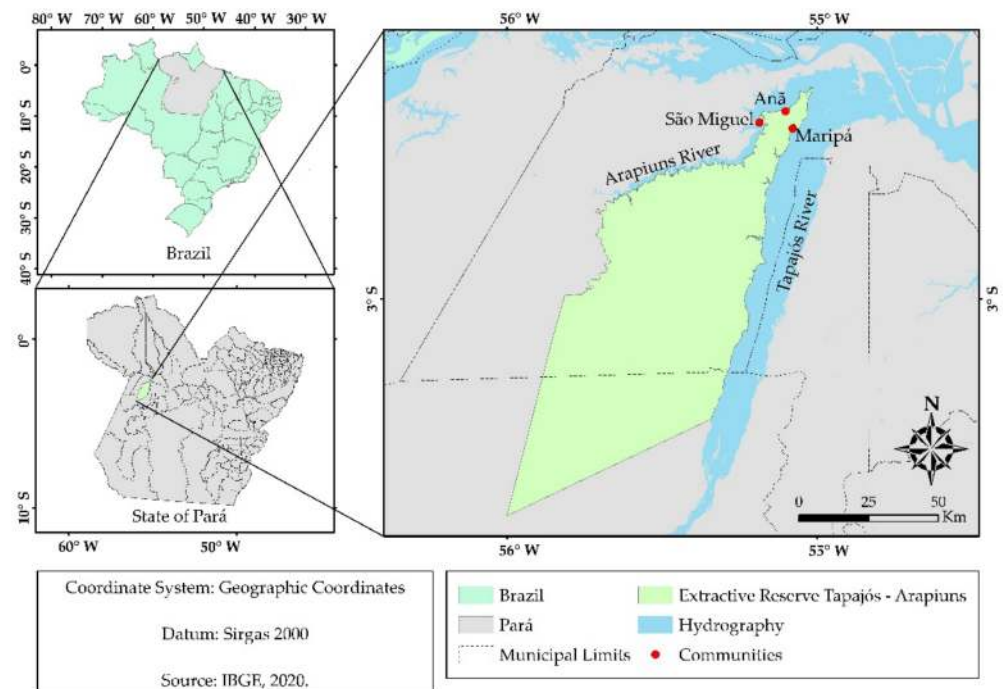 80° W 70° W 60° W 50° W 40° W 30° W
0°
10° S
20° S
30° S
40° S
Brazil
0°
10° S
State of Pará
60° W 50° W
56° W 55° W
Anã
São Miguel
Maripá
Arapiuns River
Tapajós River
3° S 3° S
N
0 25 50
Km
56° W 55° W
Coordinate System: Geographic Coordinates
Datum: Sirgas 2000
Source: IBGE, 2020.
Brazil
Pará
Municipal Limits
Extractive Reserve Tapajós - Arapiuns
Hydrography
Communities